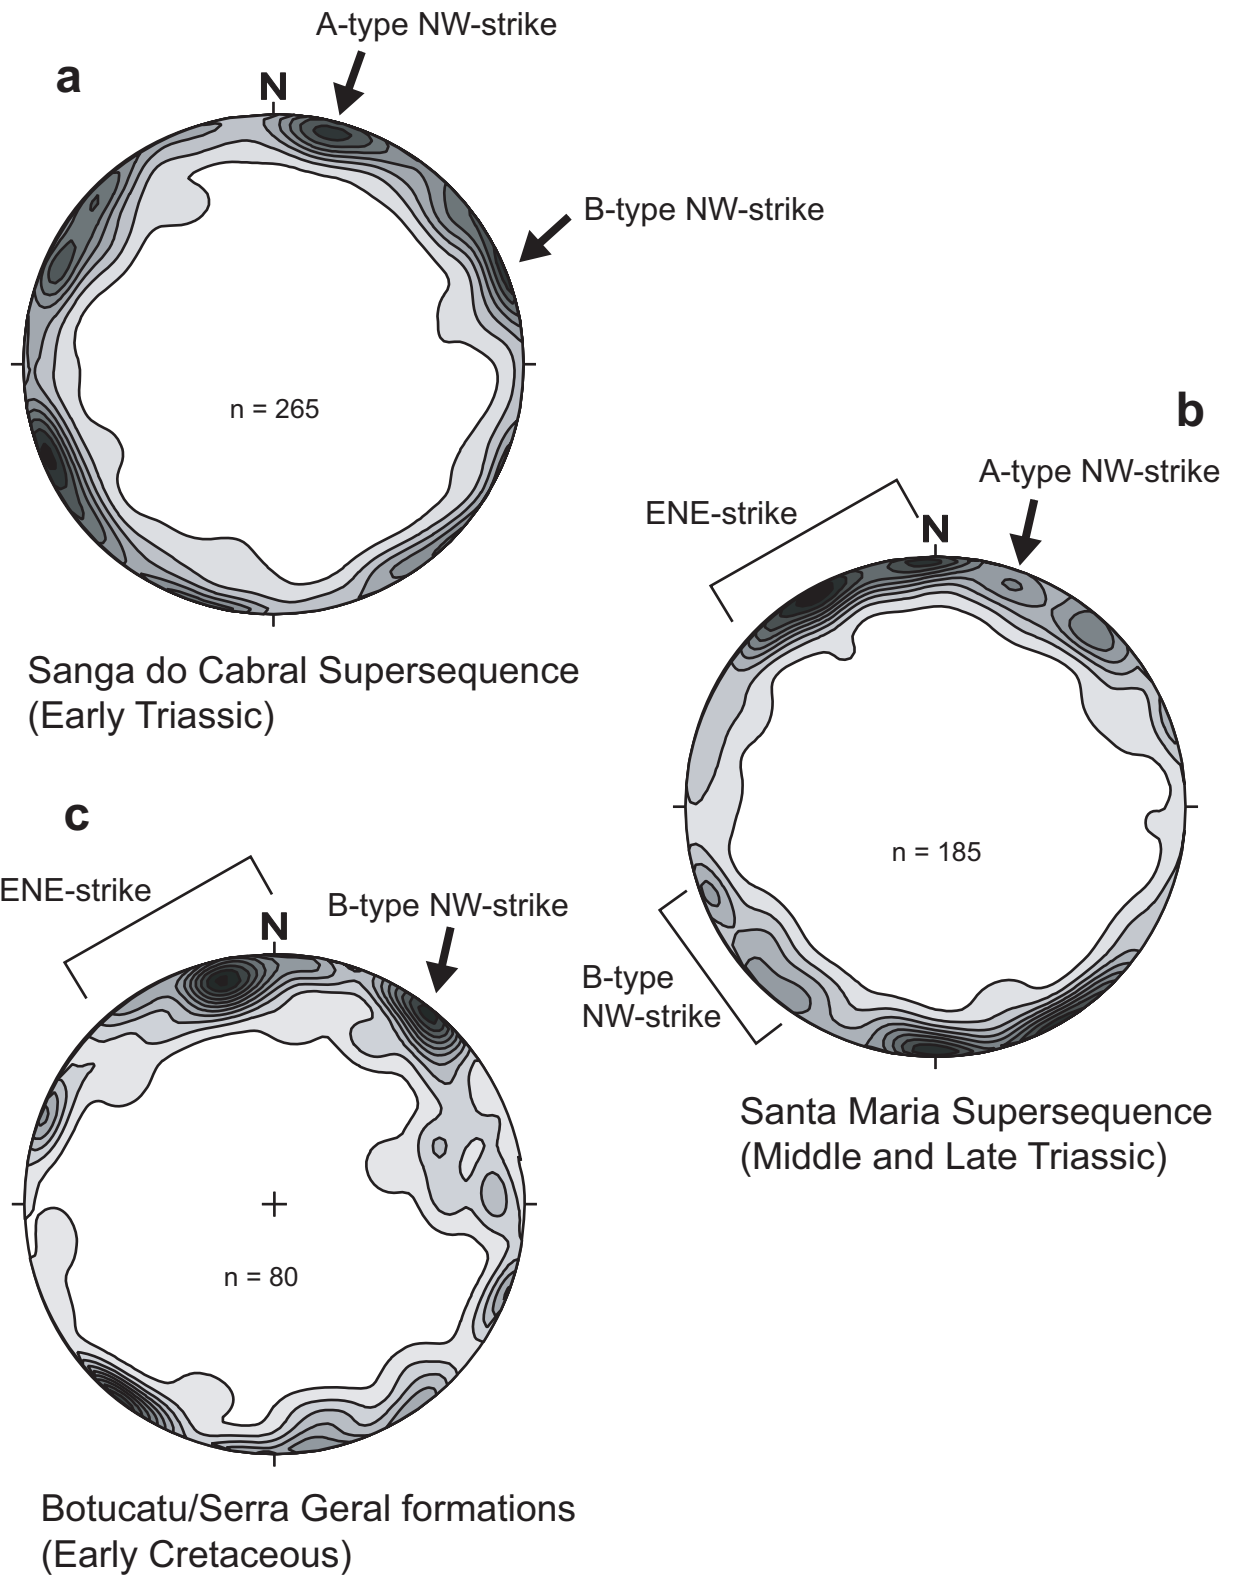 A-type NW-strike
a
N
B-type NW-strike
n = 265
Sanga do Cabral Supersequence
(Early Triassic)
b
A-type NW-strike
ENE-strike
N
n = 185
B-type
NW-strike
Santa Maria Supersequence
(Middle and Late Triassic)
c
ENE-strike
B-type NW-strike
N
n = 80
Botucatu/Serra Geral formations
(Early Cretaceous)